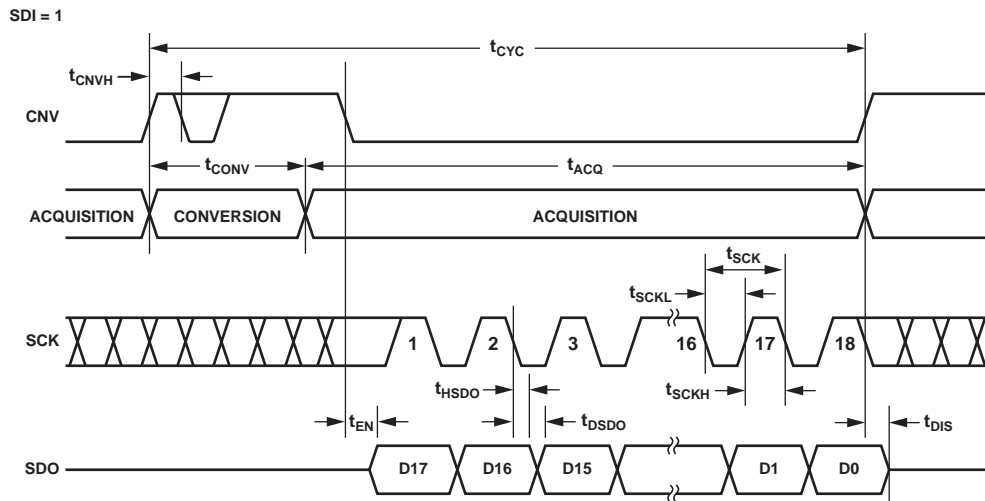 SDI = 1
tCYC
tCNVH
CNV
tCONV
tACQ
ACQUISITION CONVERSION ACQUISITION
tSCK
tSCKL
SCK 1 2 3 16 17 18
tHSDO tSCKH
tEN tDSDO tDIS
SDO D17 D16 D15 D1 D0